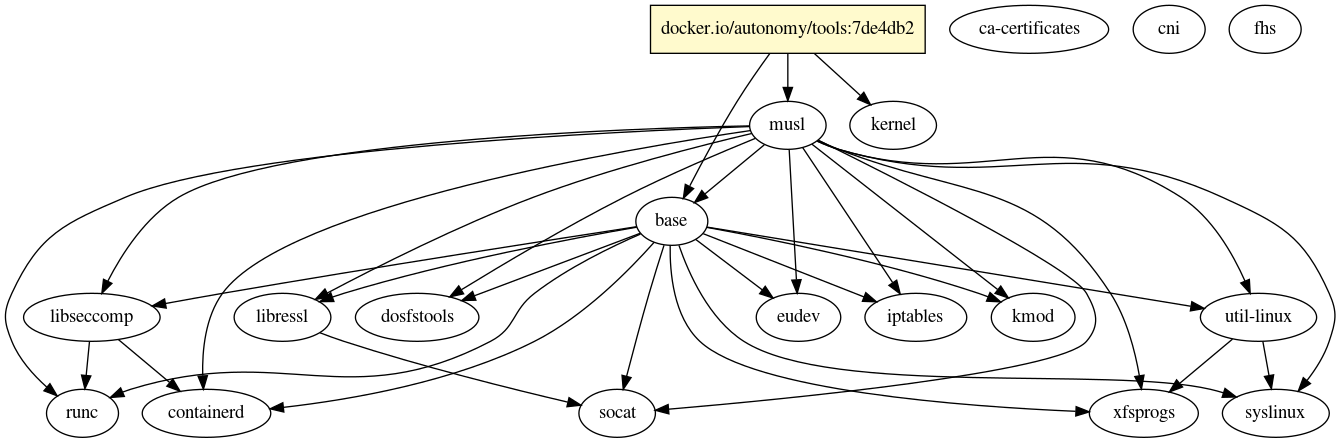 docker.io/autonomy/tools:7de4db2
ca-certificates
cni
fhs
musl
kernel
base
libseccomp
libressl
dosfstools
eudev
iptables
kmod
util-linux
runc
containerd
socat
xfsprogs
syslinux